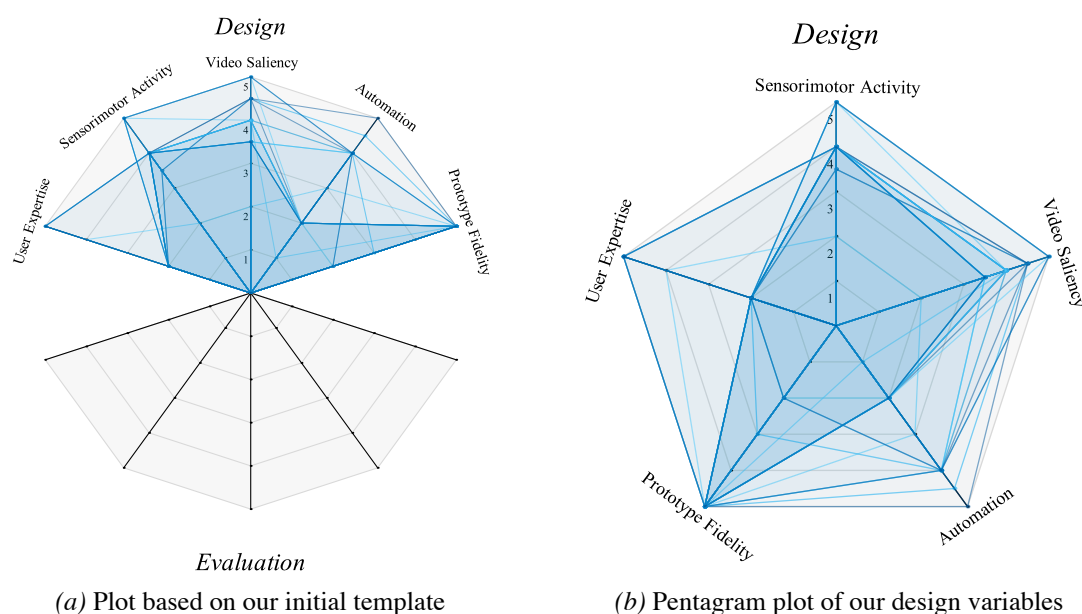 Design
Video Saliency
Sensorimotor Activity
Automation
User Expertise
Prototype Fidelity
5
4
3
2
1
Evaluation
(a) Plot based on our initial template
Design
Sensorimotor Activity
5
4
3
2
1
User Expertise
Video Saliency
Prototype Fidelity
Automation
(b) Pentagram plot of our design variables